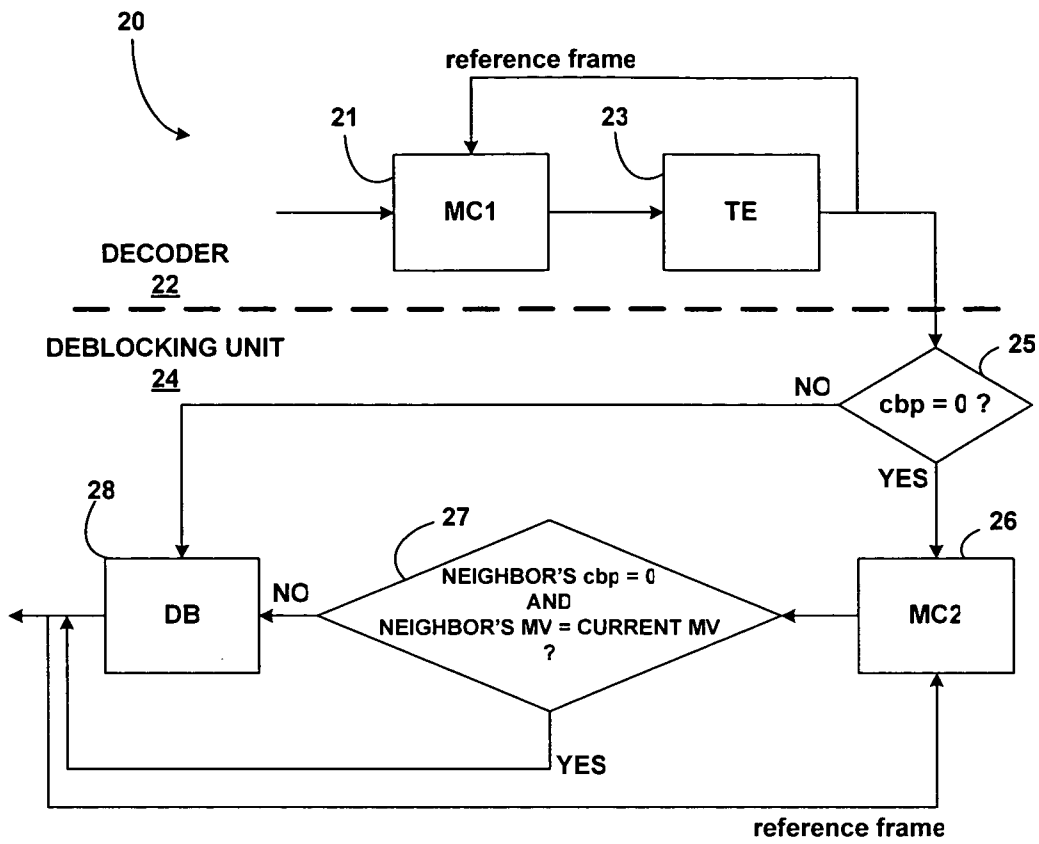 20
reference frame
21
23
MC1
TE
DECODER
22
DEBLOCKING UNIT
24
25
NO
cbp = 0 ?
YES
28
27
26
NEIGHBOR'S cbp = 0
AND
NEIGHBOR'S MV = CURRENT MV
?
NO
DB
MC2
YES
reference frame